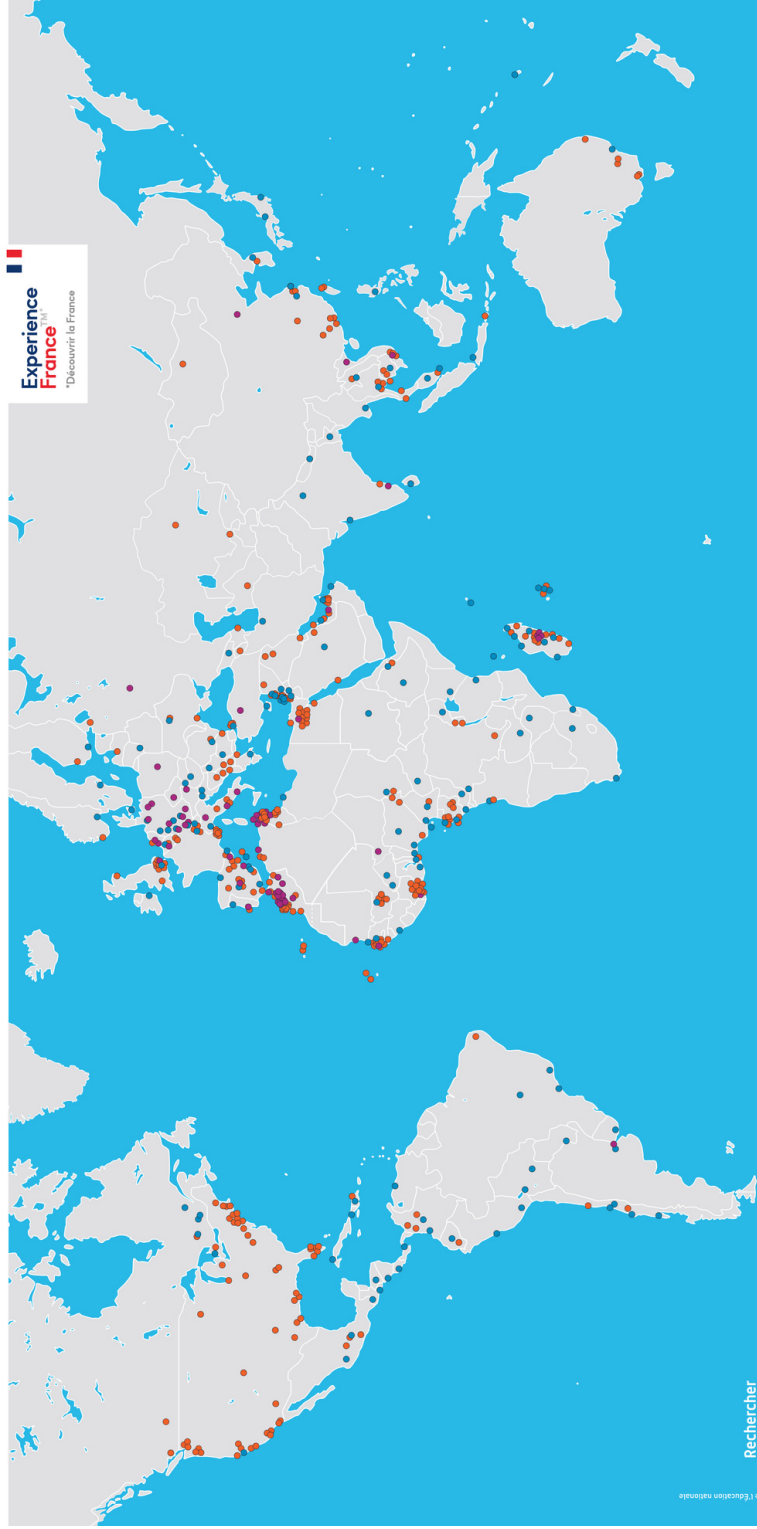 Experience
France™*
*Découvrir la France
Rechercher
l'Éducation nationale